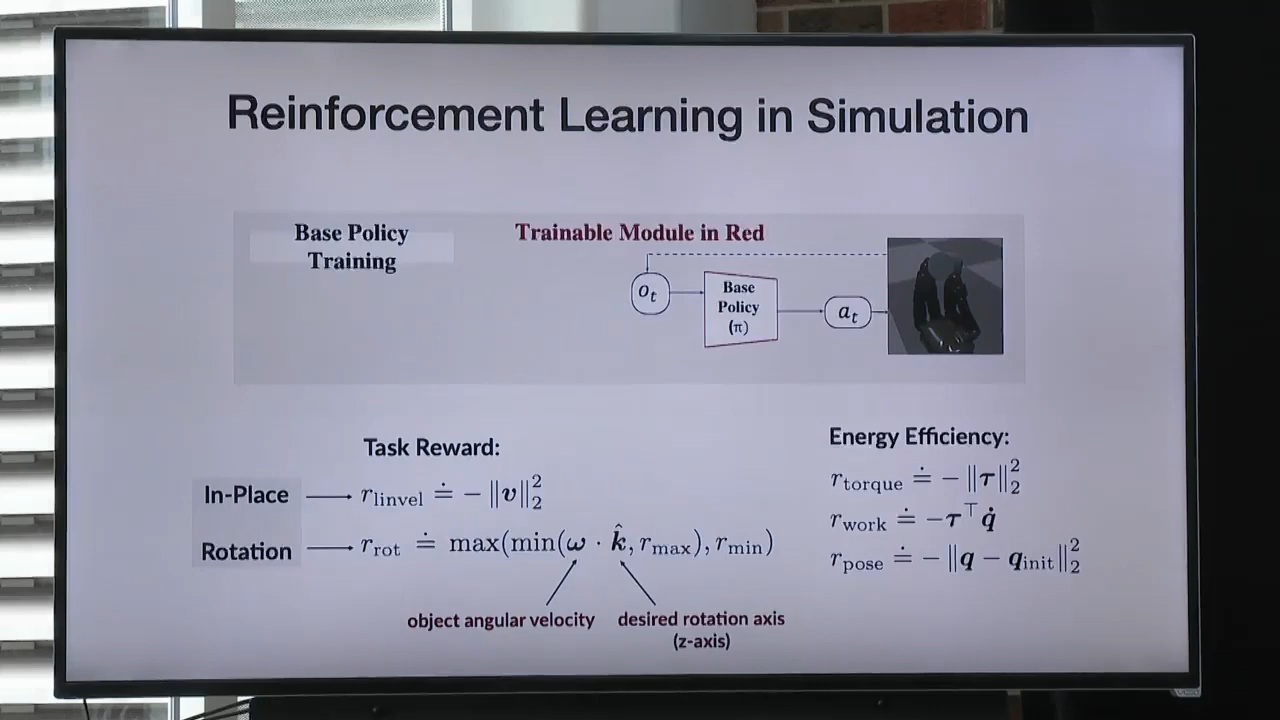 Reinforcement Learning in Simulation
Base Policy
Training
Trainable Module in Red
oₜ
Base
Policy
(π)
aₜ
Task Reward:
In-Place
r_linvel ≐ −‖v‖₂²
Rotation
r_rot ≐ max(min(ω · k̂, r_max), r_min)
object angular velocity
desired rotation axis
(z-axis)
Energy Efficiency:
r_torque ≐ −‖τ‖₂²
r_work ≐ −τ^⊤ q̇
r_pose ≐ −‖q − q_init‖₂²